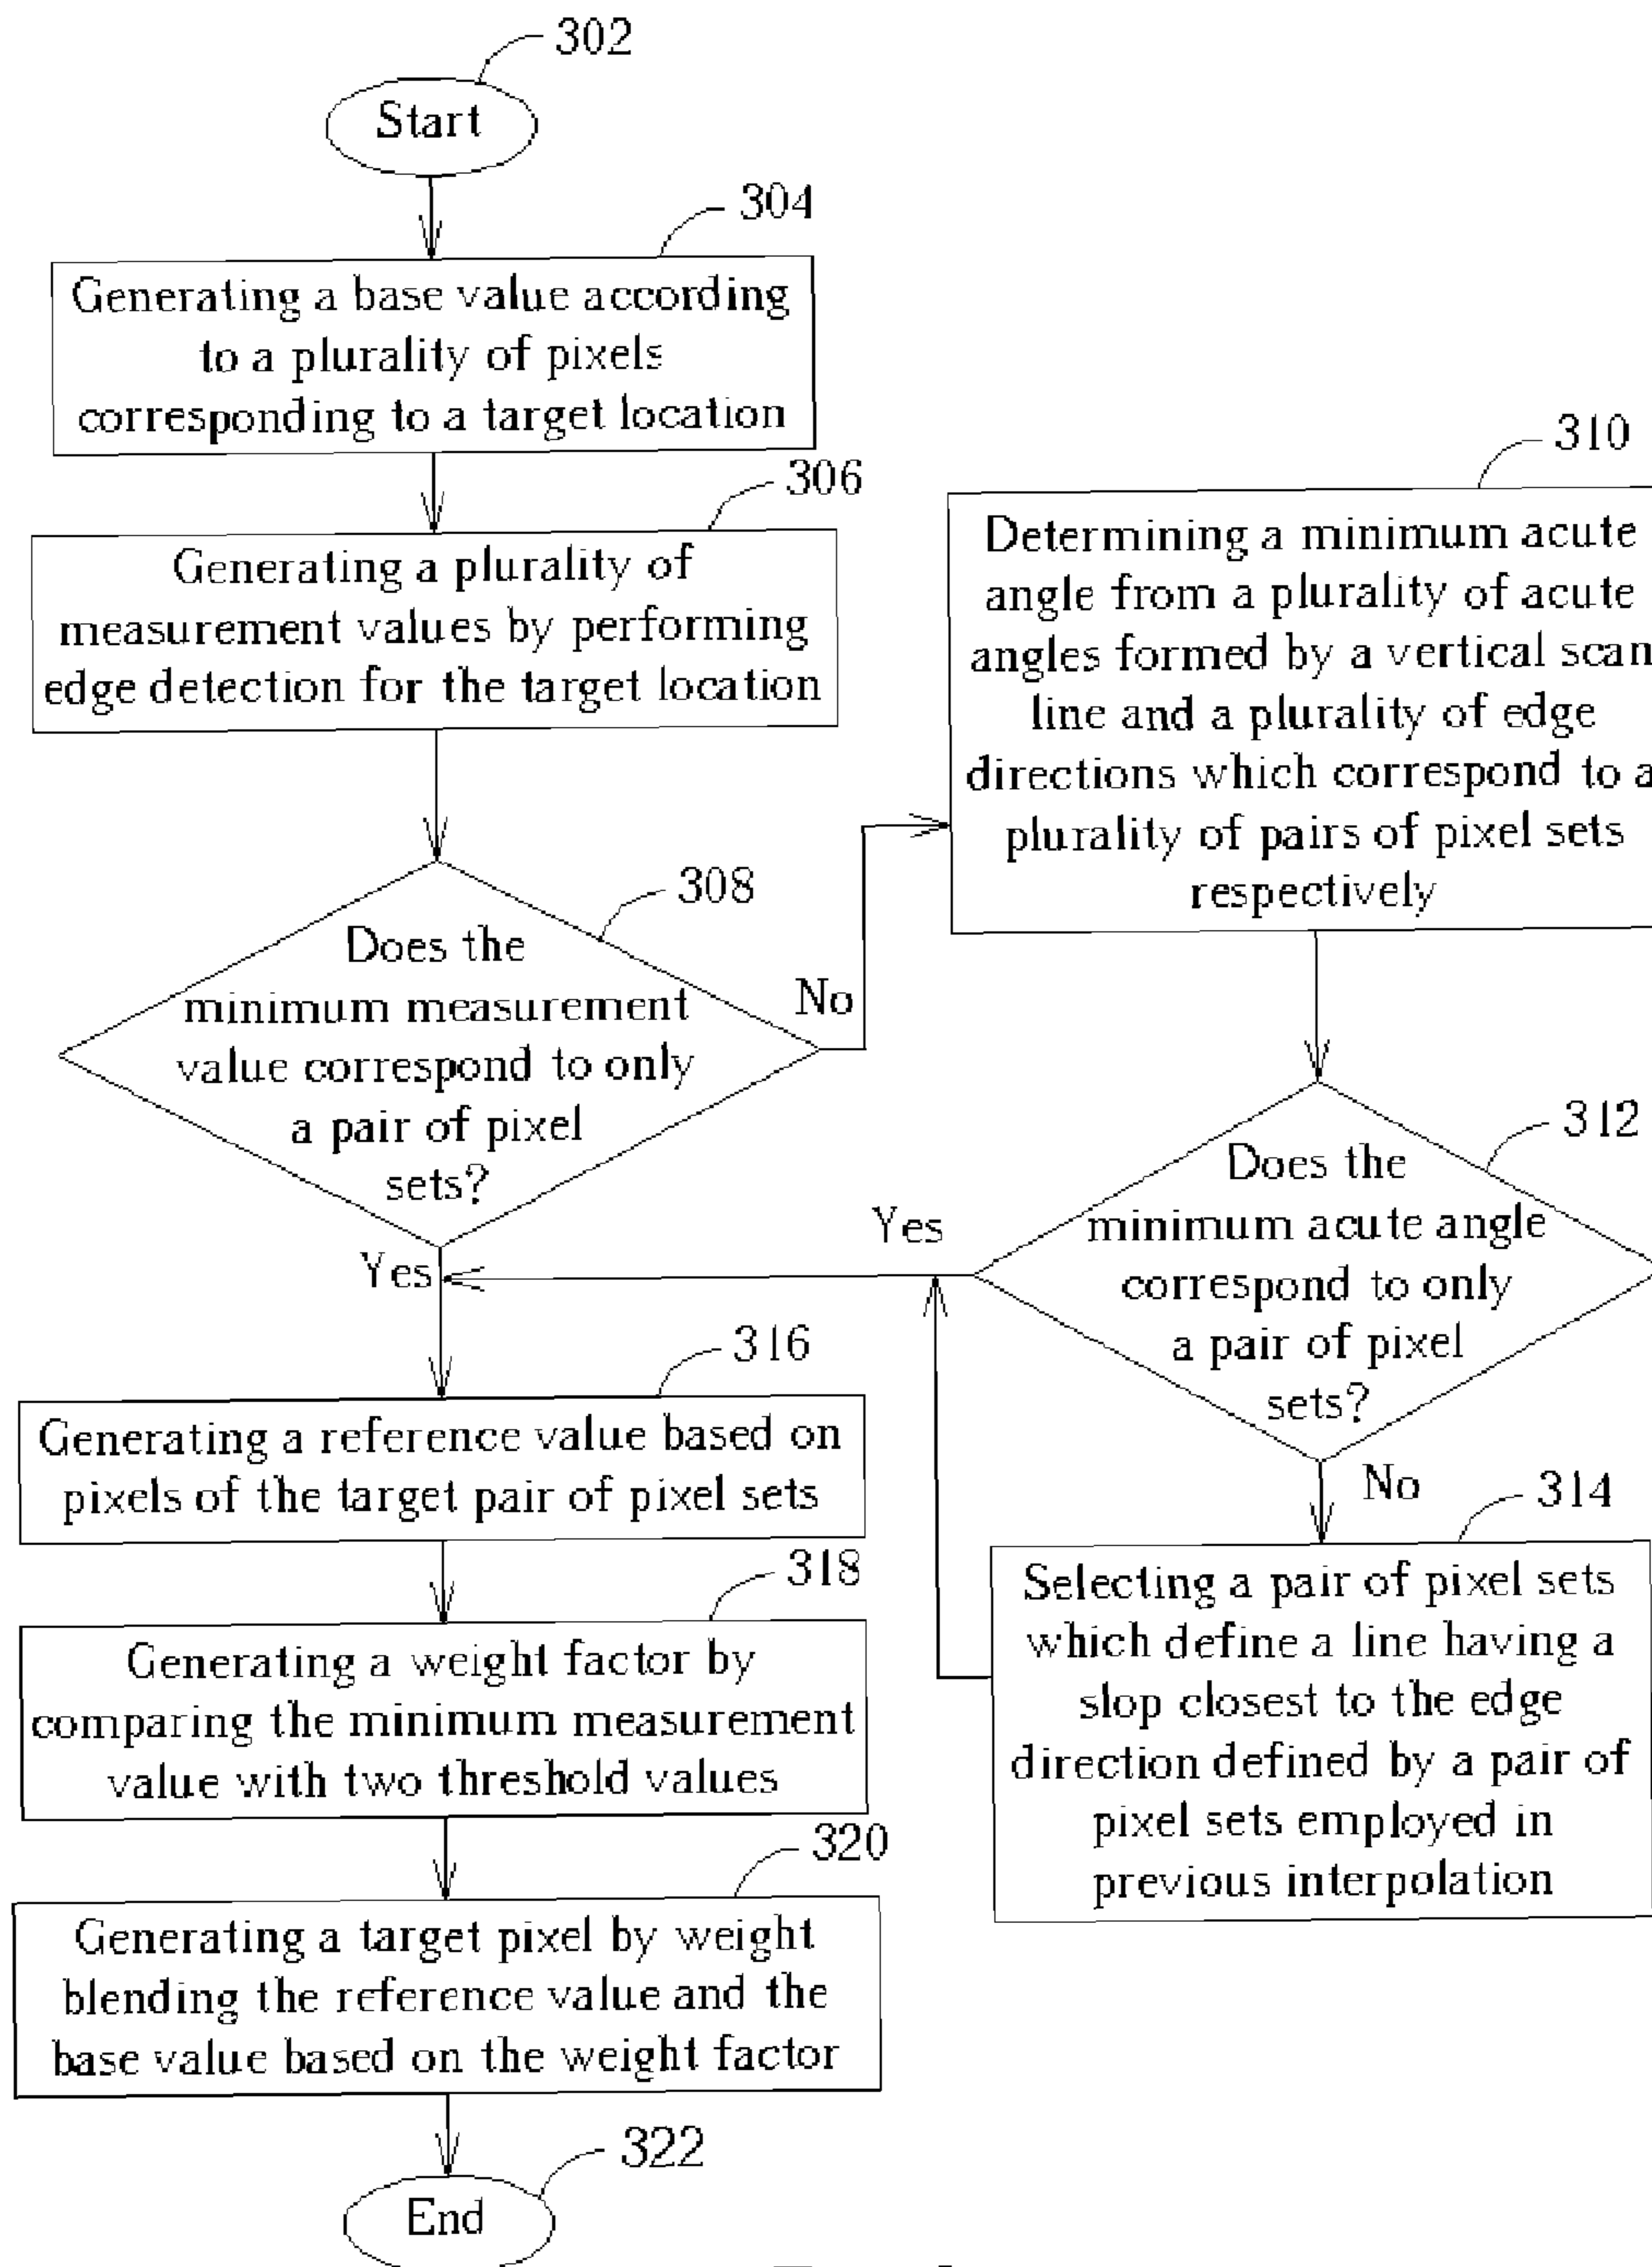 302
Start
304
Generating a base value according
to a plurality of pixels
corresponding to a target location
306
Generating a plurality of
measurement values by performing
edge detection for the target location
308
Does the
minimum measurement
value correspond to only
a pair of pixel
sets?
No
Yes
310
Determining a minimum acute
angle from a plurality of acute
angles formed by a vertical scan
line and a plurality of edge
directions which correspond to a
plurality of pairs of pixel sets
respectively
312
Does the
minimum acute angle
correspond to only
a pair of pixel
sets?
Yes
No
314
Selecting a pair of pixel sets
which define a line having a
slop closest to the edge
direction defined by a pair of
pixel sets employed in
previous interpolation
316
Generating a reference value based on
pixels of the target pair of pixel sets
318
Generating a weight factor by
comparing the minimum measurement
value with two threshold values
320
Generating a target pixel by weight
blending the reference value and the
base value based on the weight factor
322
End